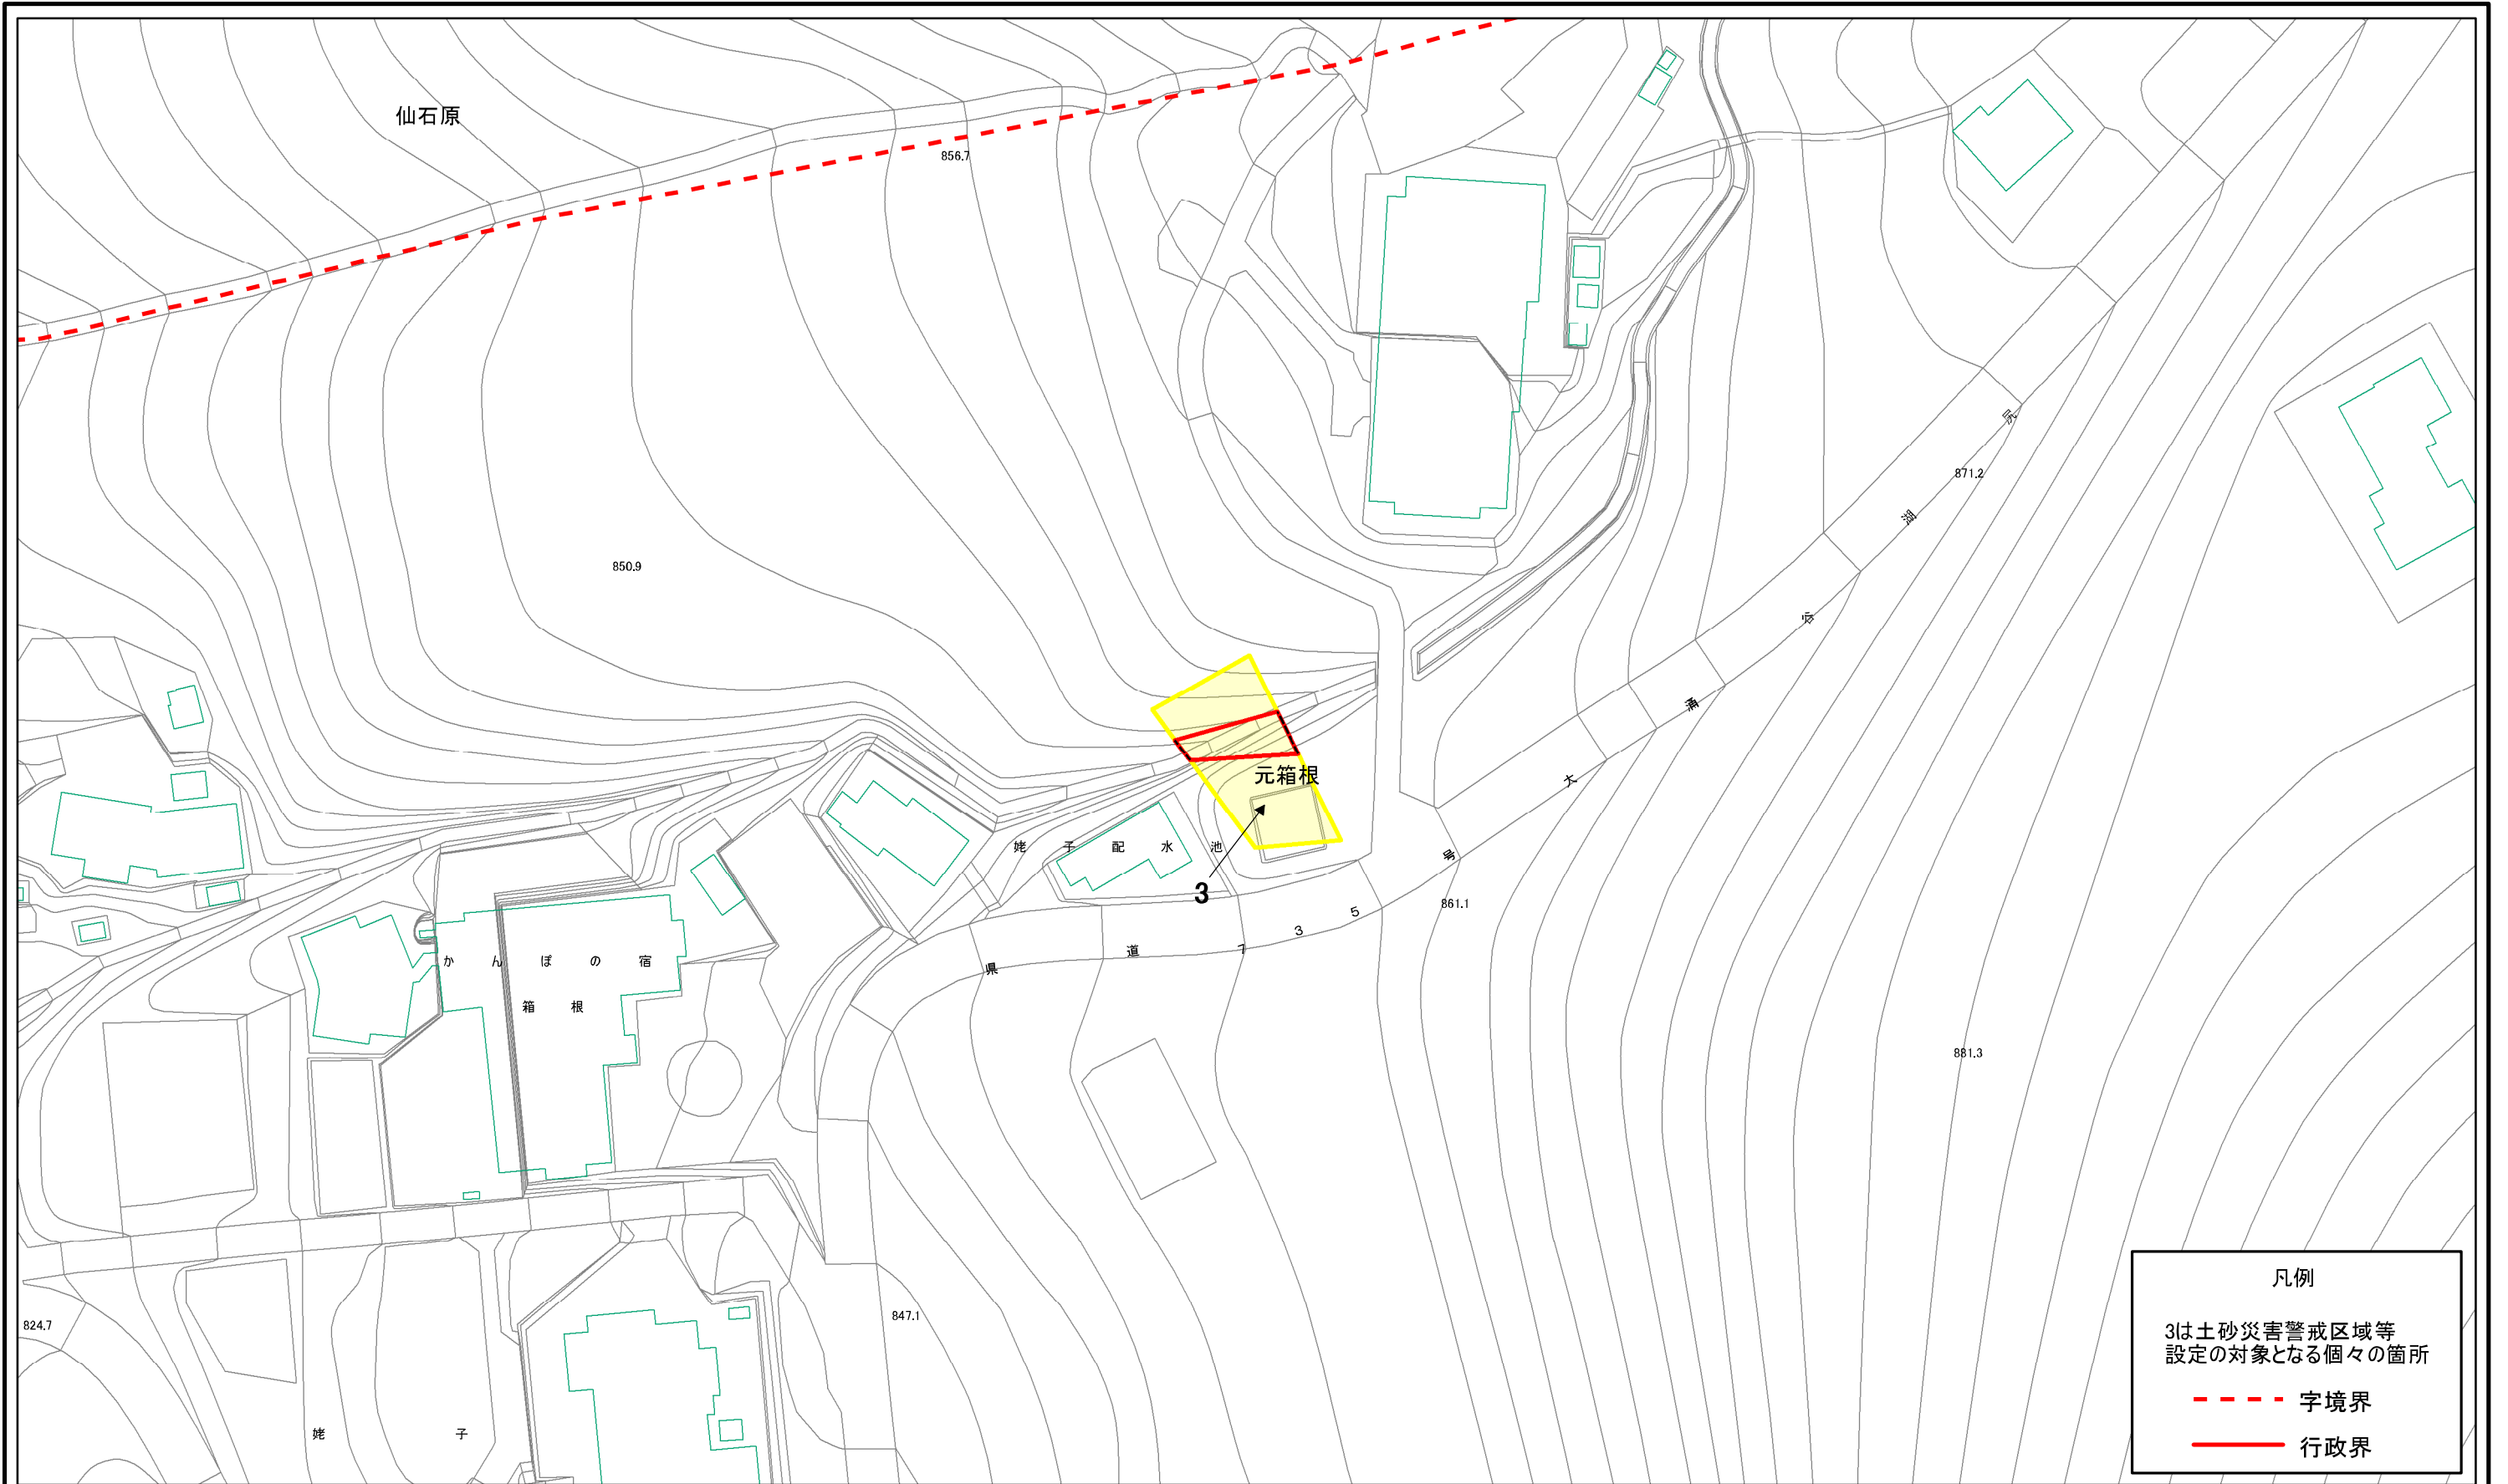 仙石原
856.7
850.9
871.2
元箱根
3
姥子配水池
861.1
県道735号大涌谷湖尻
かんぽの宿
箱根
881.3
847.1
824.7
姥子
凡例
3は土砂災害警戒区域等
設定の対象となる個々の箇所
字境界
行政界